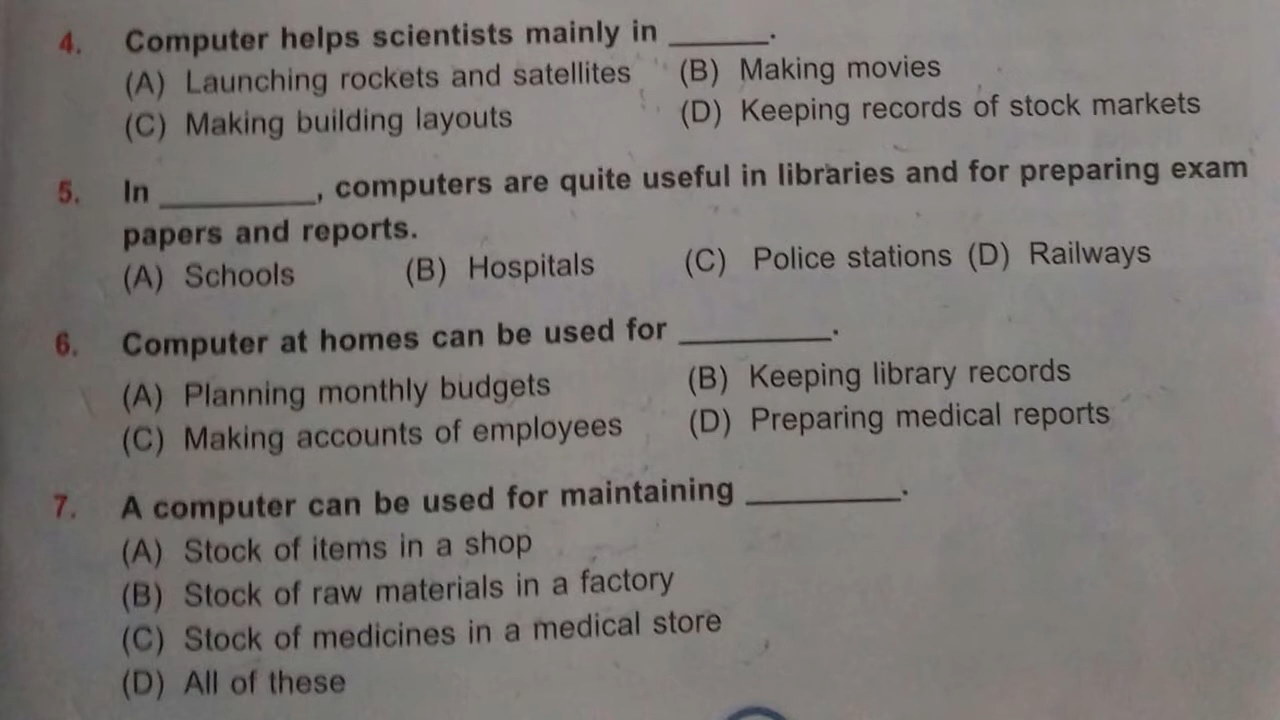 4. Computer helps scientists mainly in ______.
(A) Launching rockets and satellites (B) Making movies
(C) Making building layouts (D) Keeping records of stock markets
5. In _________, computers are quite useful in libraries and for preparing exam
papers and reports.
(A) Schools (B) Hospitals (C) Police stations (D) Railways
6. Computer at homes can be used for _________.
(A) Planning monthly budgets (B) Keeping library records
(C) Making accounts of employees (D) Preparing medical reports
7. A computer can be used for maintaining _________.
(A) Stock of items in a shop
(B) Stock of raw materials in a factory
(C) Stock of medicines in a medical store
(D) All of these